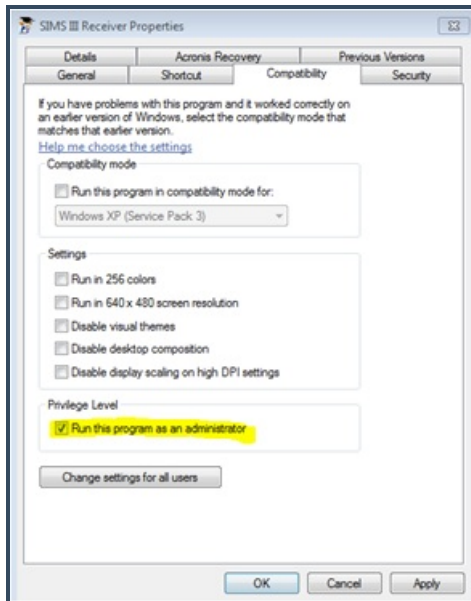 SIMS III Receiver Properties
Details Acronis Recovery Previous Versions
General Shortcut Compatibility Security
If you have problems with this program and it worked correctly on
an earlier version of Windows, select the compatibility mode that
matches that earlier version.
Help me choose the settings
Compatibility mode
Run this program in compatibility mode for:
Windows XP (Service Pack 3)
Settings
Run in 256 colors
Run in 640 x 480 screen resolution
Disable visual themes
Disable desktop composition
Disable display scaling on high DPI settings
Privilege Level
Run this program as an administrator
Change settings for all users
OK Cancel Apply